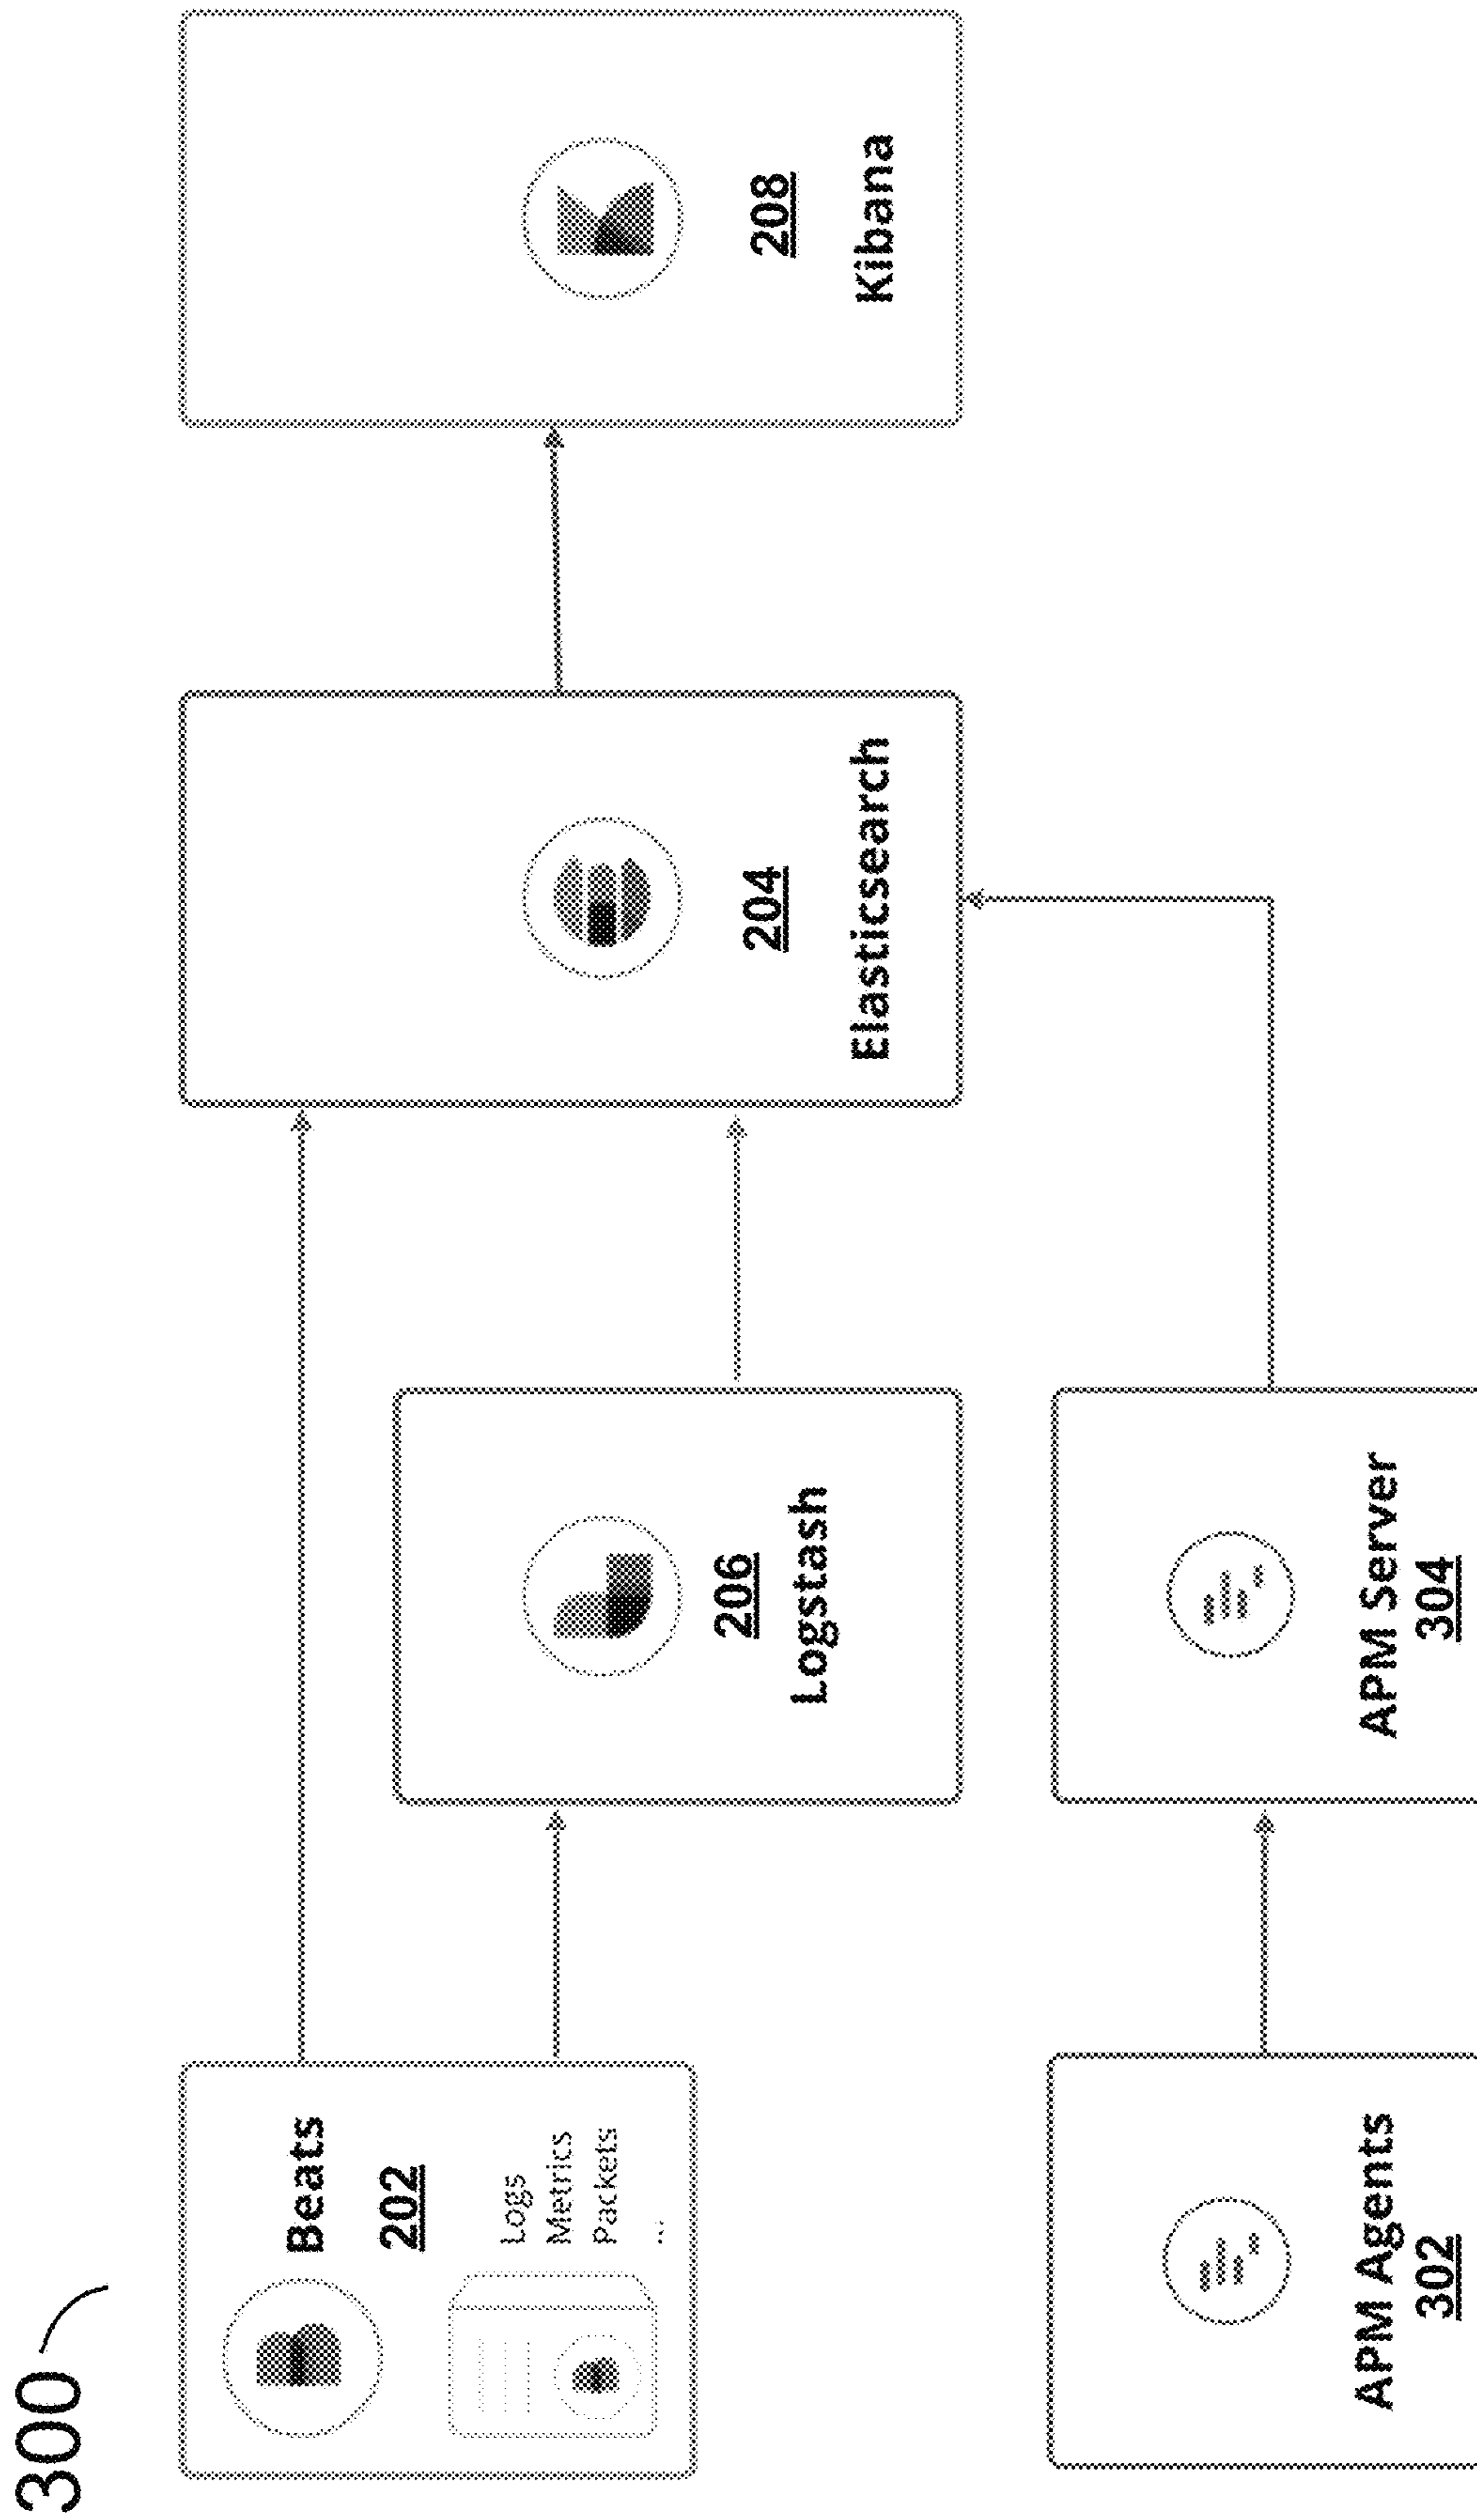 300
Beats
202
Logs
Metrics
Packets
...
206
Logstash
204
Elasticsearch
208
Kibana
APM Agents
302
APM Server
304